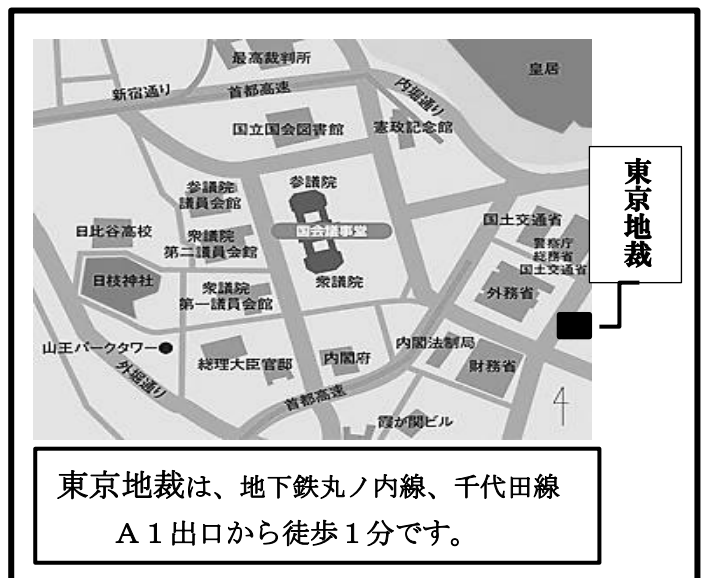 最高裁判所
皇居
新宿通り
首都高速
内堀通り
国立国会図書館
憲政記念館
東京地裁
参議院
参議院
議員会館
国土交通省
日比谷高校
衆議院
第二議員会館
国会議事堂
警察庁
総務省
国土交通省
日枝神社
衆議院
衆議院
第一議員会館
外務省
山王パークタワー
総理大臣官邸
内閣府
内閣法制局
財務省
外堀通り
首都高速
霞が関ビル
東京地裁は、地下鉄丸ノ内線、千代田線
A1出口から徒歩1分です。